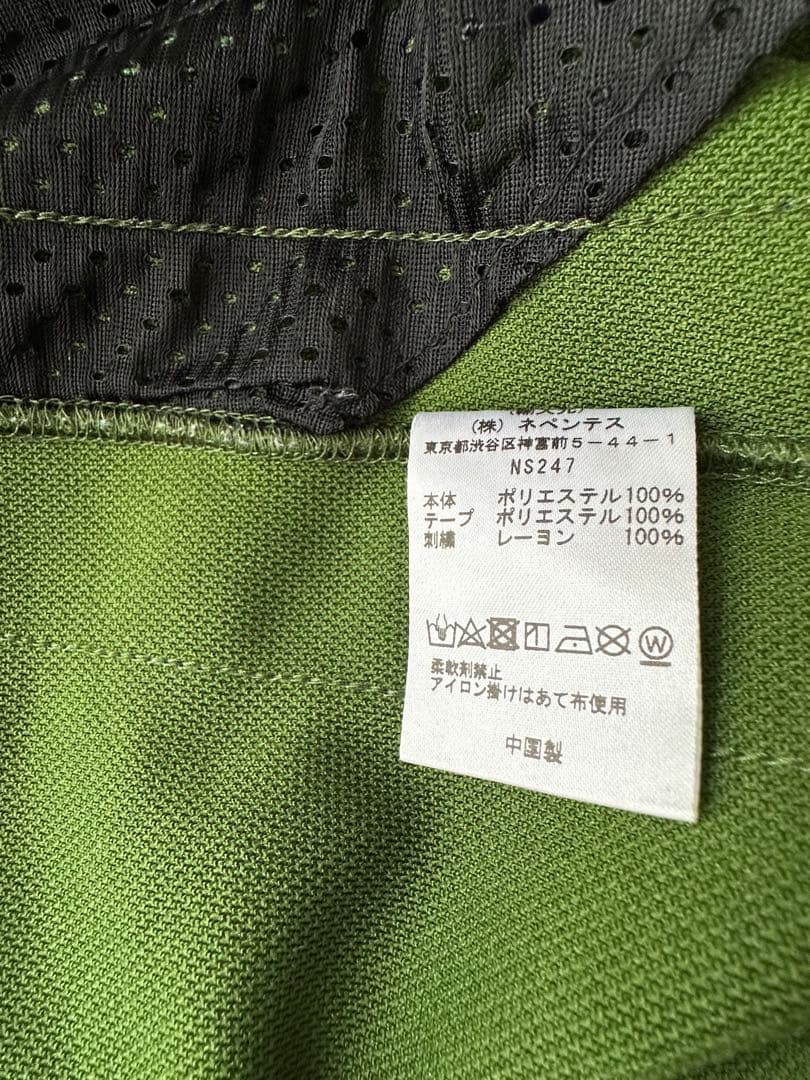 (株) ネペンテス
東京都渋谷区神宮前5-44-1
NS247
本体 ポリエステル100%
テープ ポリエステル100%
刺繍 レーヨン 100%
W
柔軟剤禁止
アイロン掛けはあて布使用
中国製